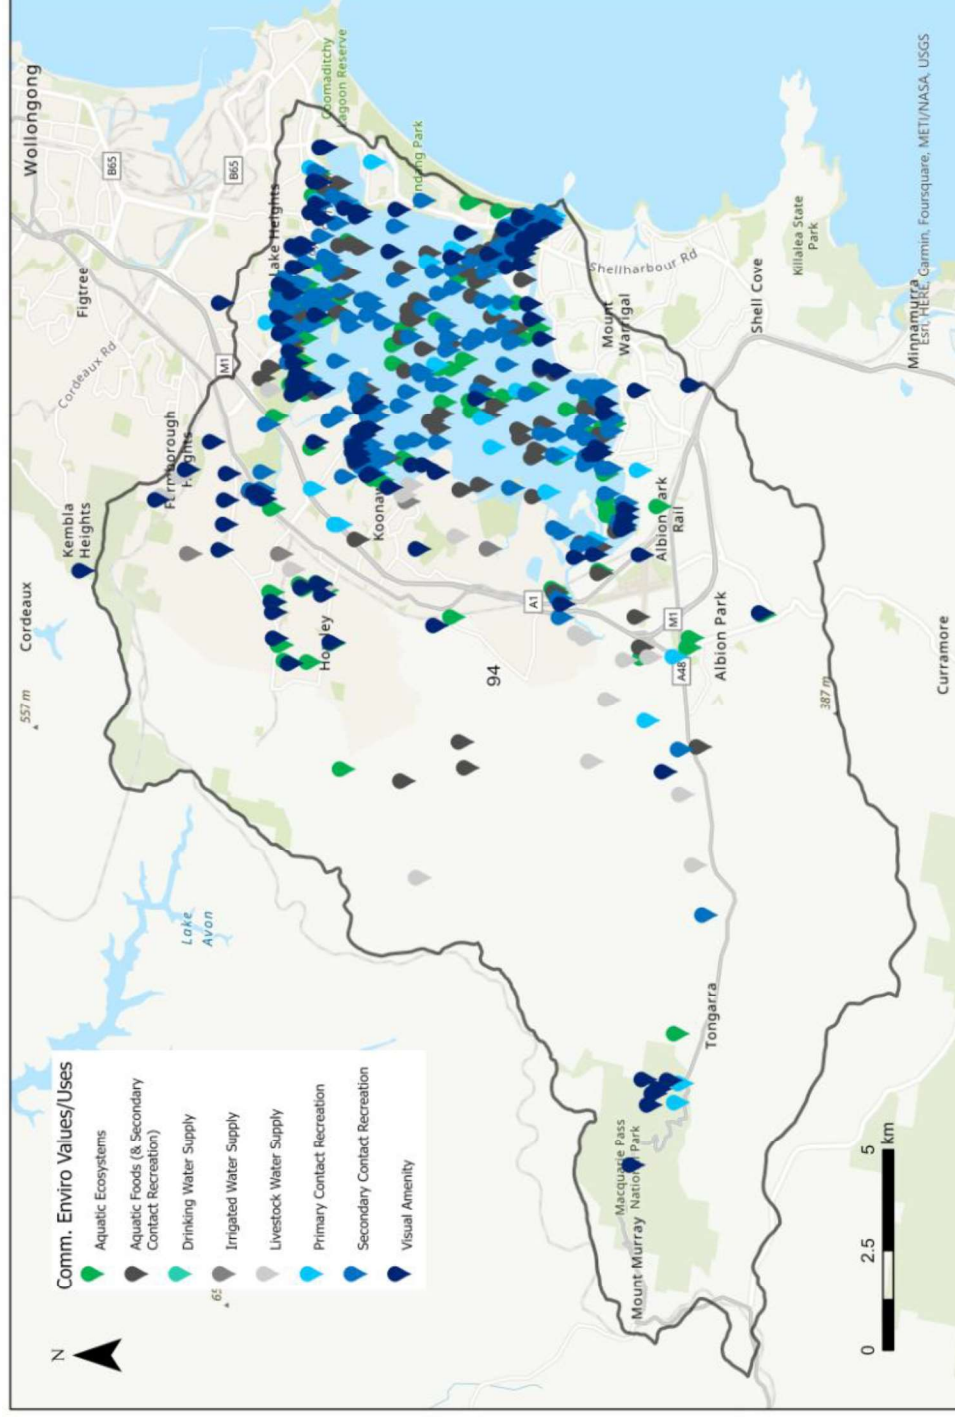 Comm. Enviro Values/Uses
Aquatic Ecosystems
Aquatic Foods (& Secondary
Contact Recreation)
Drinking Water Supply
Irrigated Water Supply
Livestock Water Supply
Primary Contact Recreation
Secondary Contact Recreation
Visual Amenity
N
0 2.5 5 km
557 m
Cordeaux
Kembla
Heights
Cordeaux Rd
Figtree
Wollongong
B65
B65
M1
Lake Heights
Lagoon Reserve
Lake
Avon
94
A1
M1
A48
Albion Park
Rail
Albion Park
Mount
Warrigal
Shellharbour Rd
Shell Cove
Killalea State
Park
Minnamurra
Tongarra
Macquarie Pass
Mount Murray
387 m
Curramore
Esri, HERE, Garmin, Foursquare, METI/NASA, USGS